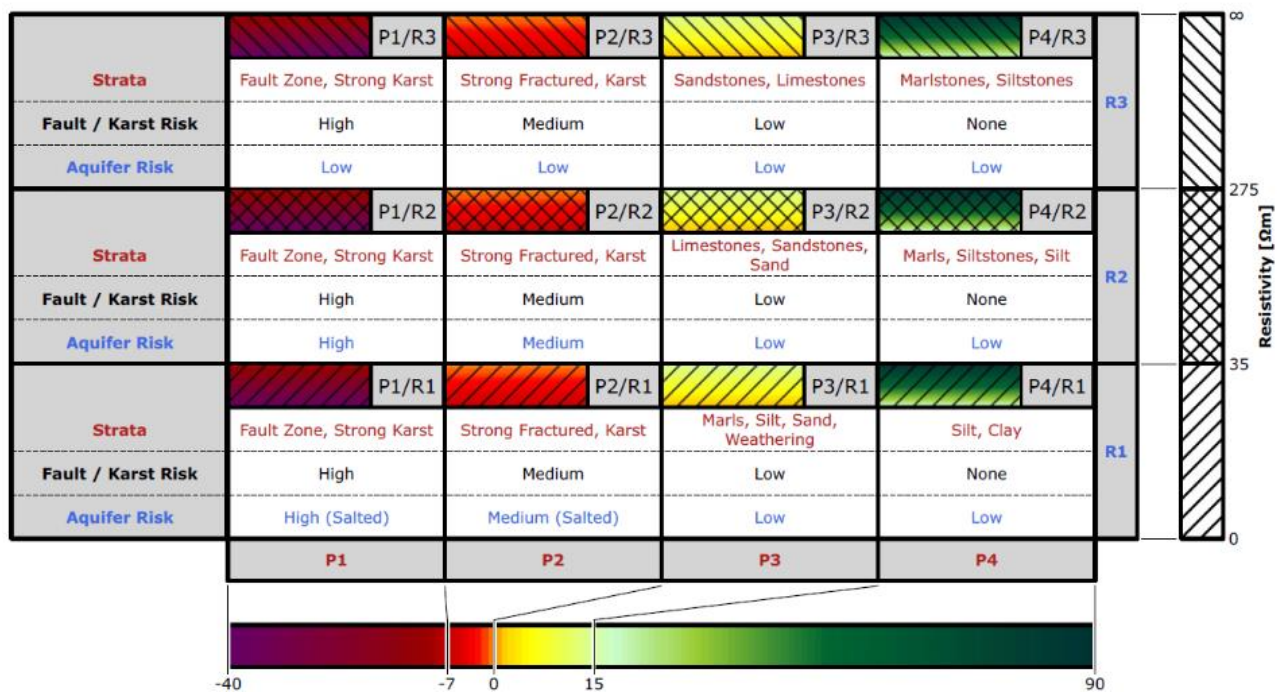 P1/R3 P2/R3 P3/R3 P4/R3 ∞
Strata Fault Zone, Strong Karst Strong Fractured, Karst Sandstones, Limestones Marlstones, Siltstones
Fault / Karst Risk High Medium Low None
Aquifer Risk Low Low Low Low
R3
P1/R2 P2/R2 P3/R2 P4/R2 275
Strata Fault Zone, Strong Karst Strong Fractured, Karst Limestones, Sandstones, Sand Marls, Siltstones, Silt
Fault / Karst Risk High Medium Low None
Aquifer Risk High Medium Low Low
R2
Resistivity [Ωm]
P1/R1 P2/R1 P3/R1 P4/R1 35
Strata Fault Zone, Strong Karst Strong Fractured, Karst Marls, Silt, Sand, Weathering Silt, Clay
Fault / Karst Risk High Medium Low None
Aquifer Risk High (Salted) Medium (Salted) Low Low
R1
0
P1 P2 P3 P4
-40 -7 0 15 90